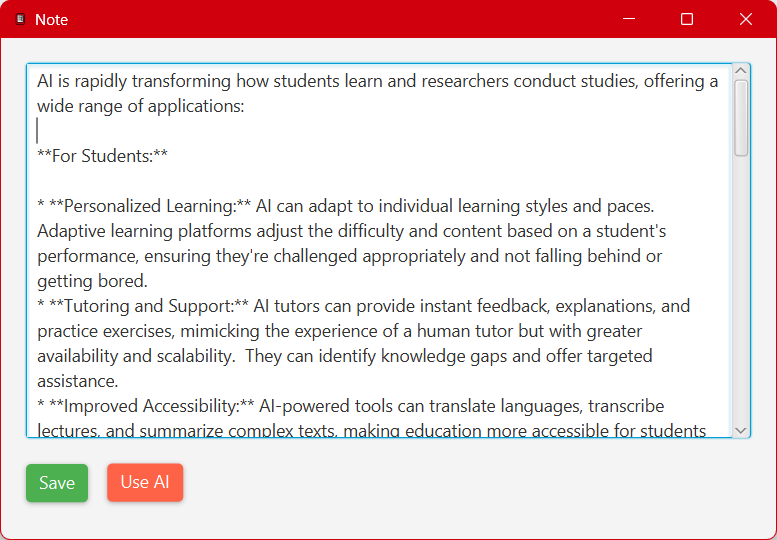 Note
AI is rapidly transforming how students learn and researchers conduct studies, offering a
wide range of applications:
**For Students:**
* **Personalized Learning:** AI can adapt to individual learning styles and paces.
Adaptive learning platforms adjust the difficulty and content based on a student's
performance, ensuring they're challenged appropriately and not falling behind or
getting bored.
* **Tutoring and Support:** AI tutors can provide instant feedback, explanations, and
practice exercises, mimicking the experience of a human tutor but with greater
availability and scalability.  They can identify knowledge gaps and offer targeted
assistance.
* **Improved Accessibility:** AI-powered tools can translate languages, transcribe
lectures, and summarize complex texts, making education more accessible for students
Save
Use AI